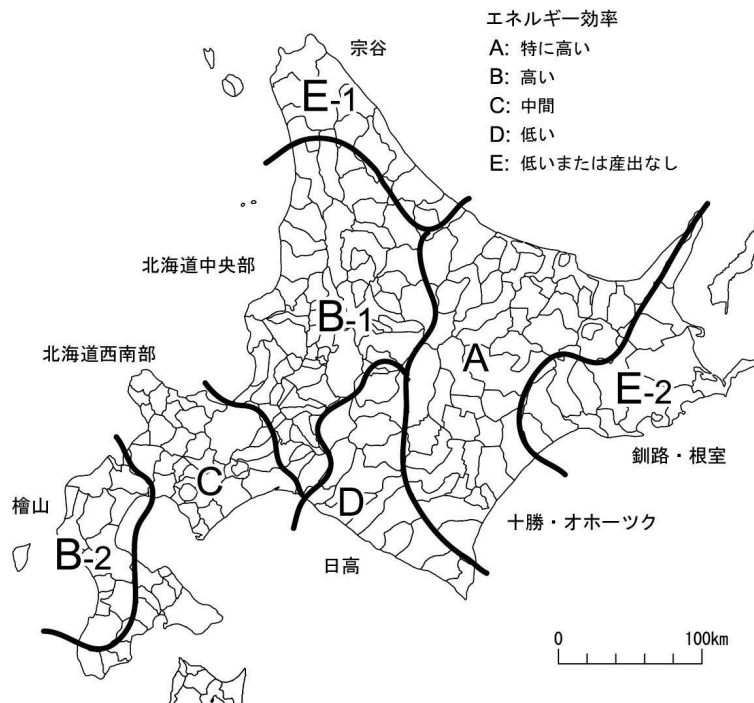 エネルギー効率
A: 特に高い
B: 高い
C: 中間
D: 低い
E: 低いまたは産出なし
宗谷
E-1
北海道中央部
B-1
北海道西南部
A
E-2
釧路・根室
C
D
檜山
B-2
十勝・オホーツク
日高
0 100km